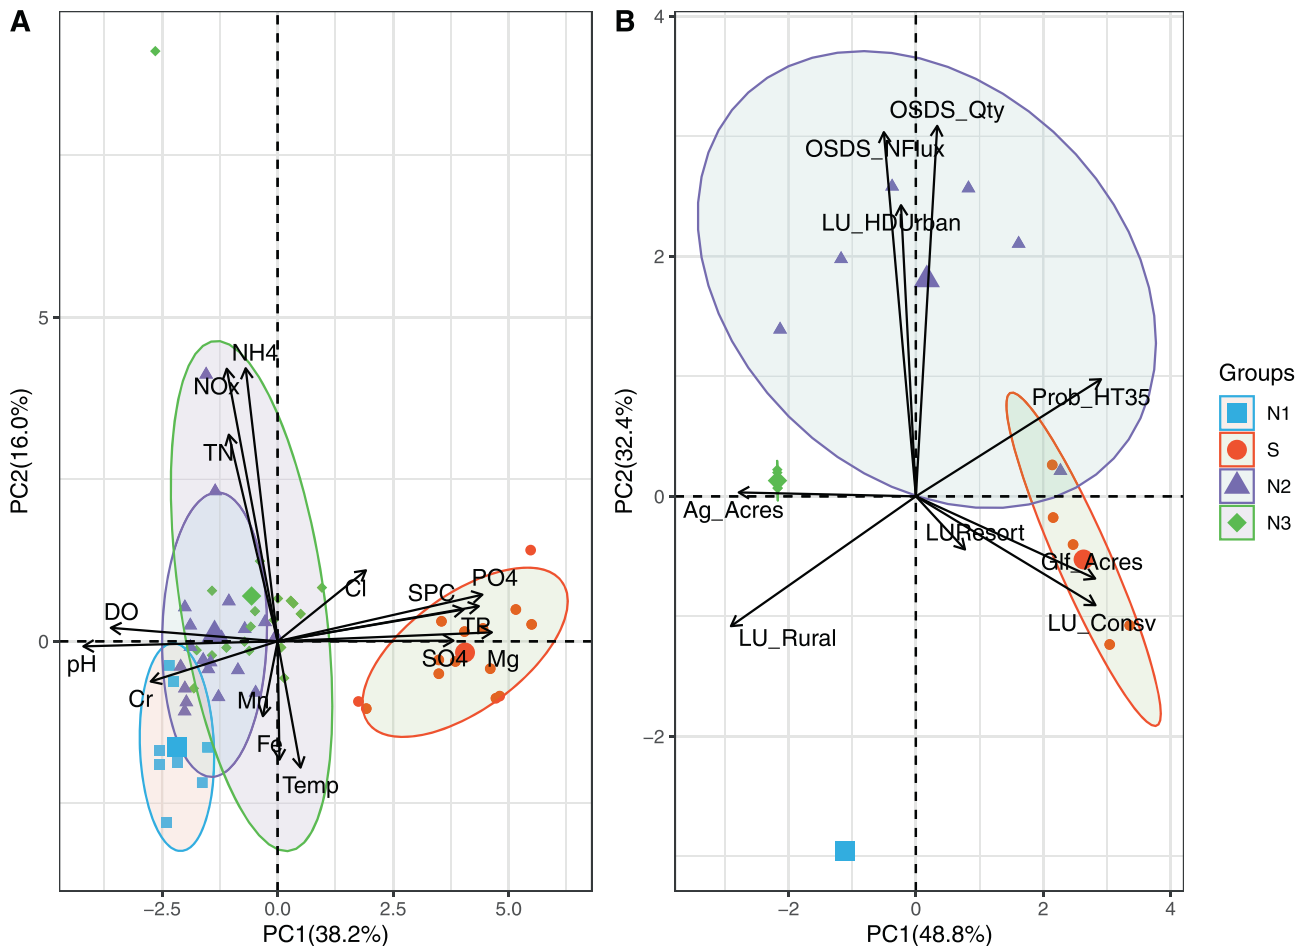 A
B
5
0
−2.5
0.0
2.5
5.0
PC1(38.2%)
PC2(16.0%)
NH4
NOx
TN
Cl
PO4
SPC
TP
SO4
Mg
DO
pH
Cr
Mn
Fe
Temp
4
2
0
−2
−2
0
2
4
PC1(48.8%)
PC2(32.4%)
OSDS_Qty
OSDS_NFlux
LU_HDUrban
Prob_HT35
Ag_Acres
LUResort
Glf_Acres
LU_Consv
LU_Rural
Groups
N1
S
N2
N3